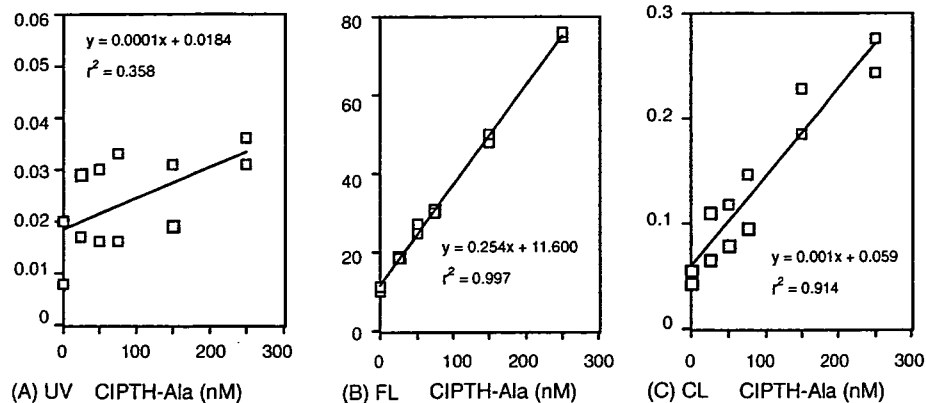 0.06
0.05
0.04
0.03
0.02
0.01
0
y = 0.0001x + 0.0184
r² = 0.358
0 100 200 300
(A) UV CIPTH-Ala (nM)
80
60
40
20
0
y = 0.254x + 11.600
r² = 0.997
0 100 200 300
(B) FL CIPTH-Ala (nM)
0.3
0.2
0.1
0
y = 0.001x + 0.059
r² = 0.914
0 100 200 300
(C) CL CIPTH-Ala (nM)